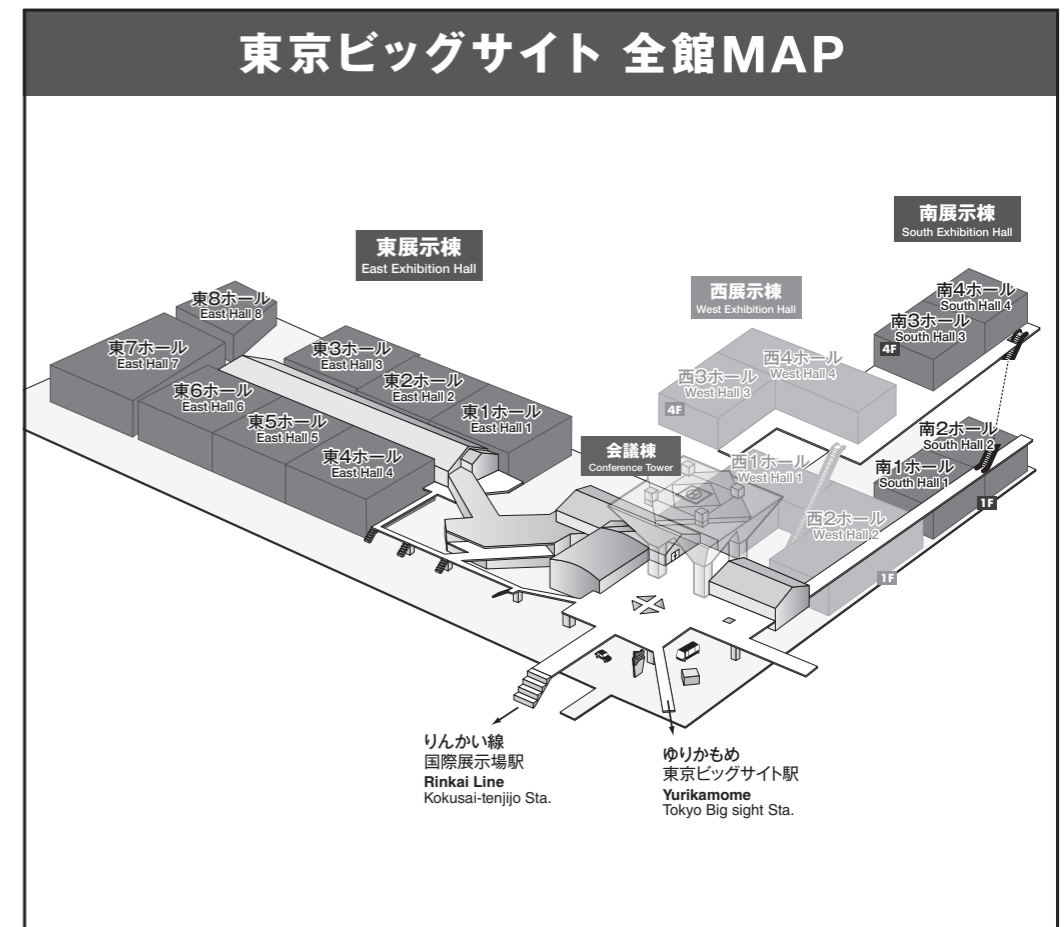 東京ビッグサイト 全館MAP
南展示棟
South Exhibition Hall
東展示棟
East Exhibition Hall
西展示棟
West Exhibition Hall
東8ホール
East Hall 8
東7ホール
East Hall 7
東6ホール
East Hall 6
東5ホール
East Hall 5
東4ホール
East Hall 4
東3ホール
East Hall 3
東2ホール
East Hall 2
東1ホール
East Hall 1
南4ホール
South Hall 4
南3ホール
South Hall 3
4F
西4ホール
West Hall 4
西3ホール
West Hall 3
4F
南2ホール
South Hall 2
南1ホール
South Hall 1
1F
会議棟
Conference Tower
西1ホール
West Hall 1
西2ホール
West Hall 2
1F
りんかい線
国際展示場駅
Rinkai Line
Kokusai-tenjijo Sta.
ゆりかもめ
東京ビッグサイト駅
Yurikamome
Tokyo Big sight Sta.